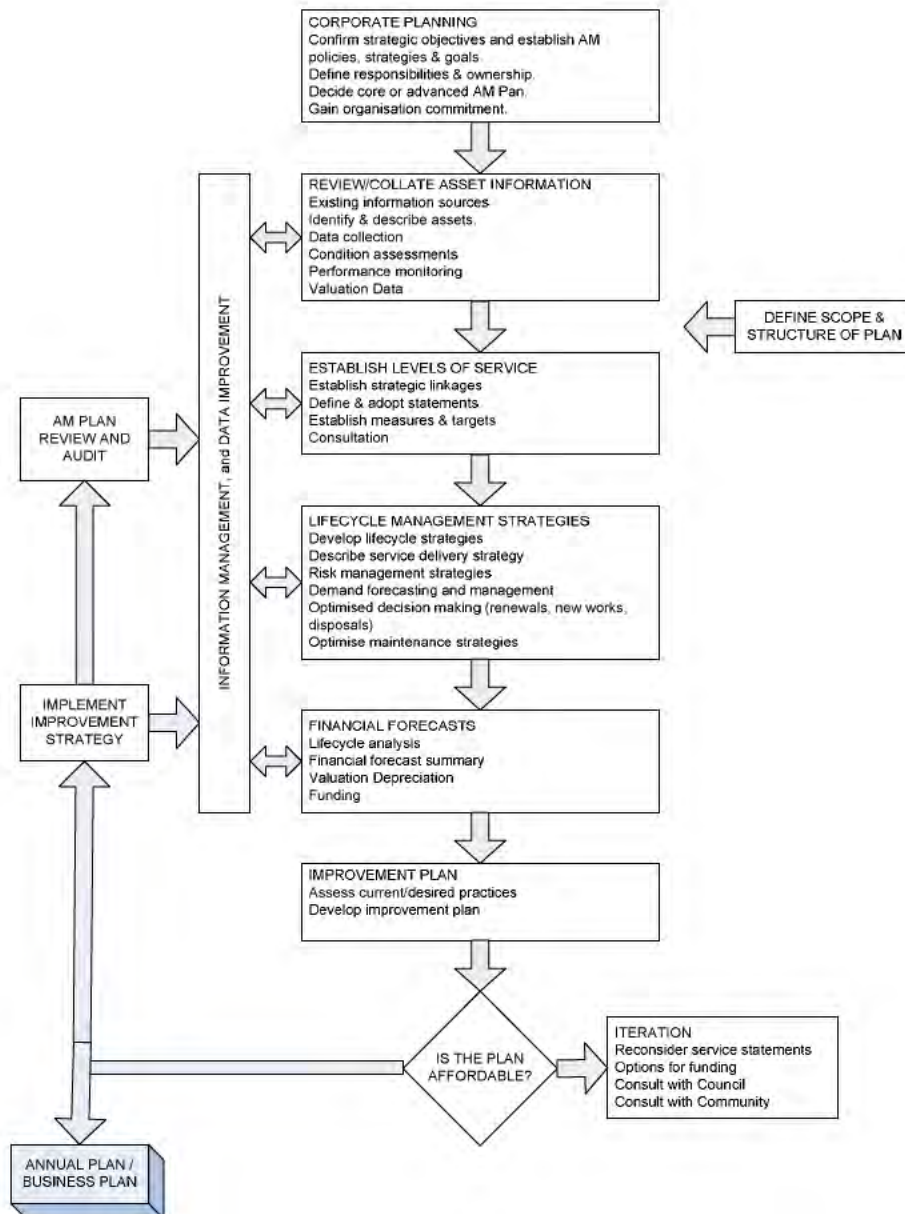 CORPORATE PLANNING
Confirm strategic objectives and establish AM
policies, strategies & goals
Define responsibilities & ownership.
Decide core or advanced AM Pan.
Gain organisation commitment.
REVIEW/COLLATE ASSET INFORMATION
Existing information sources
Identify & describe assets.
Data collection
Condition assessments
Performance monitoring
Valuation Data
DEFINE SCOPE &
STRUCTURE OF PLAN
INFORMATION MANAGEMENT, and DATA IMPROVEMENT
ESTABLISH LEVELS OF SERVICE
Establish strategic linkages
Define & adopt statements
Establish measures & targets
Consultation
AM PLAN
REVIEW AND
AUDIT
LIFECYCLE MANAGEMENT STRATEGIES
Develop lifecycle strategies
Describe service delivery strategy
Risk management strategies
Demand forecasting and management
Optimised decision making (renewals, new works,
disposals)
Optimise maintenance strategies
IMPLEMENT
IMPROVEMENT
STRATEGY
FINANCIAL FORECASTS
Lifecycle analysis
Financial forecast summary
Valuation Depreciation
Funding
IMPROVEMENT PLAN
Assess current/desired practices
Develop improvement plan
IS THE PLAN
AFFORDABLE?
ITERATION
Reconsider service statements
Options for funding
Consult with Council
Consult with Community
ANNUAL PLAN /
BUSINESS PLAN